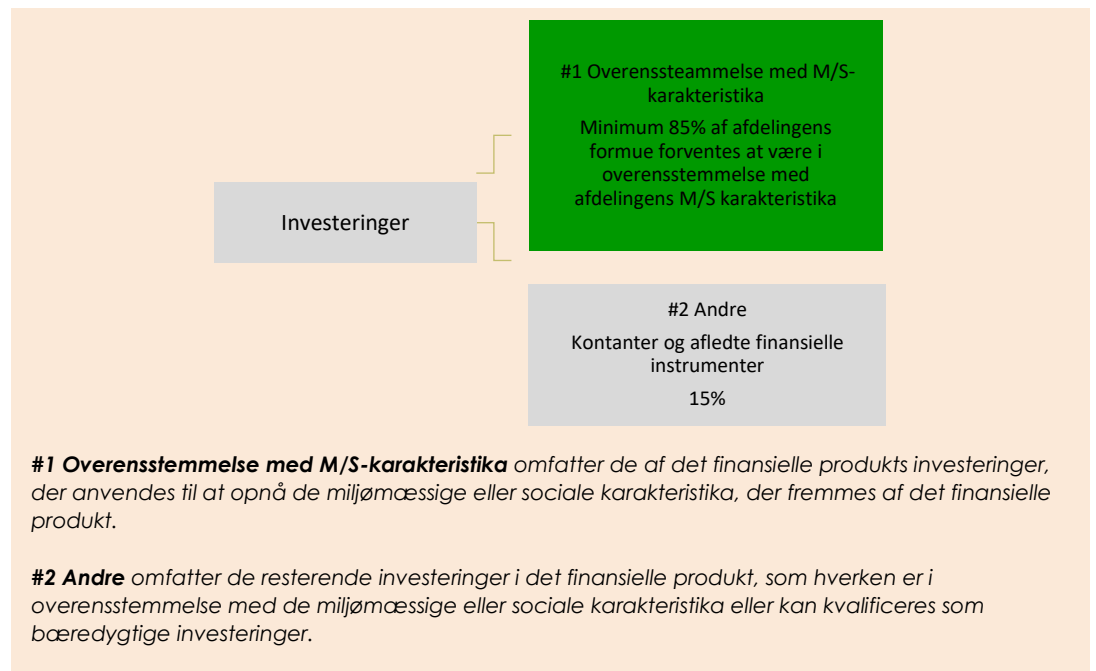 #1 Overenssteammelse med M/S-
karakteristika
Minimum 85% af afdelingens
formue forventes at være i
overensstemmelse med
afdelingens M/S karakteristika
Investeringer
#2 Andre
Kontanter og afledte finansielle
instrumenter
15%
#1 Overensstemmelse med M/S-karakteristika omfatter de af det finansielle produkts investeringer,
der anvendes til at opnå de miljømæssige eller sociale karakteristika, der fremmes af det finansielle
produkt.
#2 Andre omfatter de resterende investeringer i det finansielle produkt, som hverken er i
overensstemmelse med de miljømæssige eller sociale karakteristika eller kan kvalificeres som
bæredygtige investeringer.